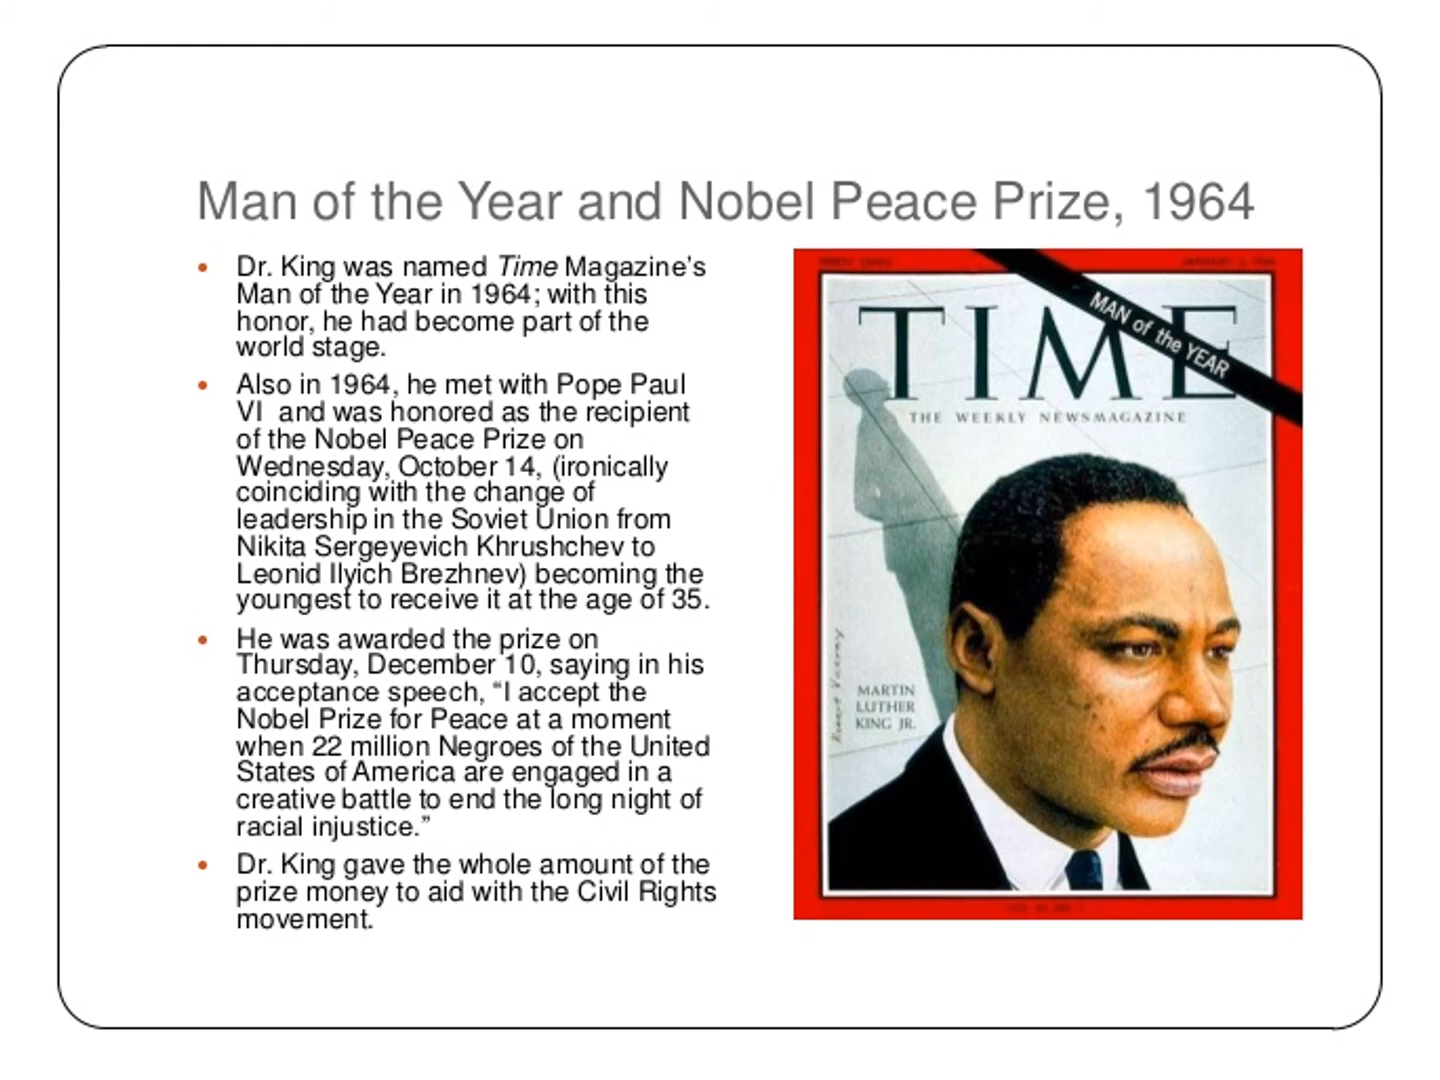 Man of the Year and Nobel Peace Prize, 1964
Dr. King was named Time Magazine's
Man of the Year in 1964; with this
honor, he had become part of the
world stage.
Also in 1964, he met with Pope Paul
VI and was honored as the recipient
of the Nobel Peace Prize on
Wednesday, October 14, (ironically
coinciding with the change of
leadership in the Soviet Union from
Nikita Sergeyevich Khrushchev to
Leonid Ilyich Brezhnev) becoming the
youngest to receive it at the age of 35.
He was awarded the prize on
Thursday, December 10, saying in his
acceptance speech, “I accept the
Nobel Prize for Peace at a moment
when 22 million Negroes of the United
States of America are engaged in a
creative battle to end the long night of
racial injustice.”
Dr. King gave the whole amount of the
prize money to aid with the Civil Rights
movement.
MAN of the YEAR
TIME
THE WEEKLY NEWSMAGAZINE
MARTIN
LUTHER
KING JR.